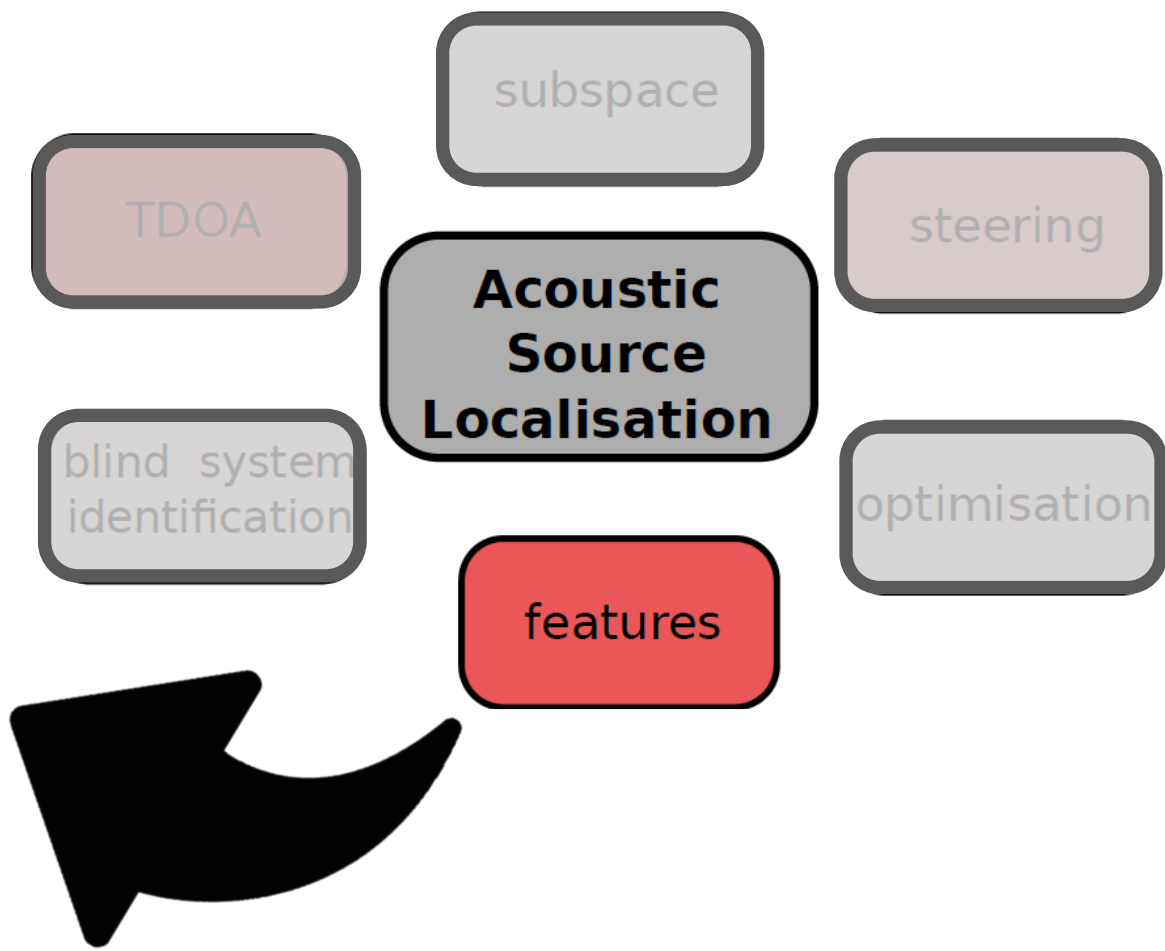 subspace
TDOA
steering
Acoustic
Source
Localisation
blind system
identification
optimisation
features